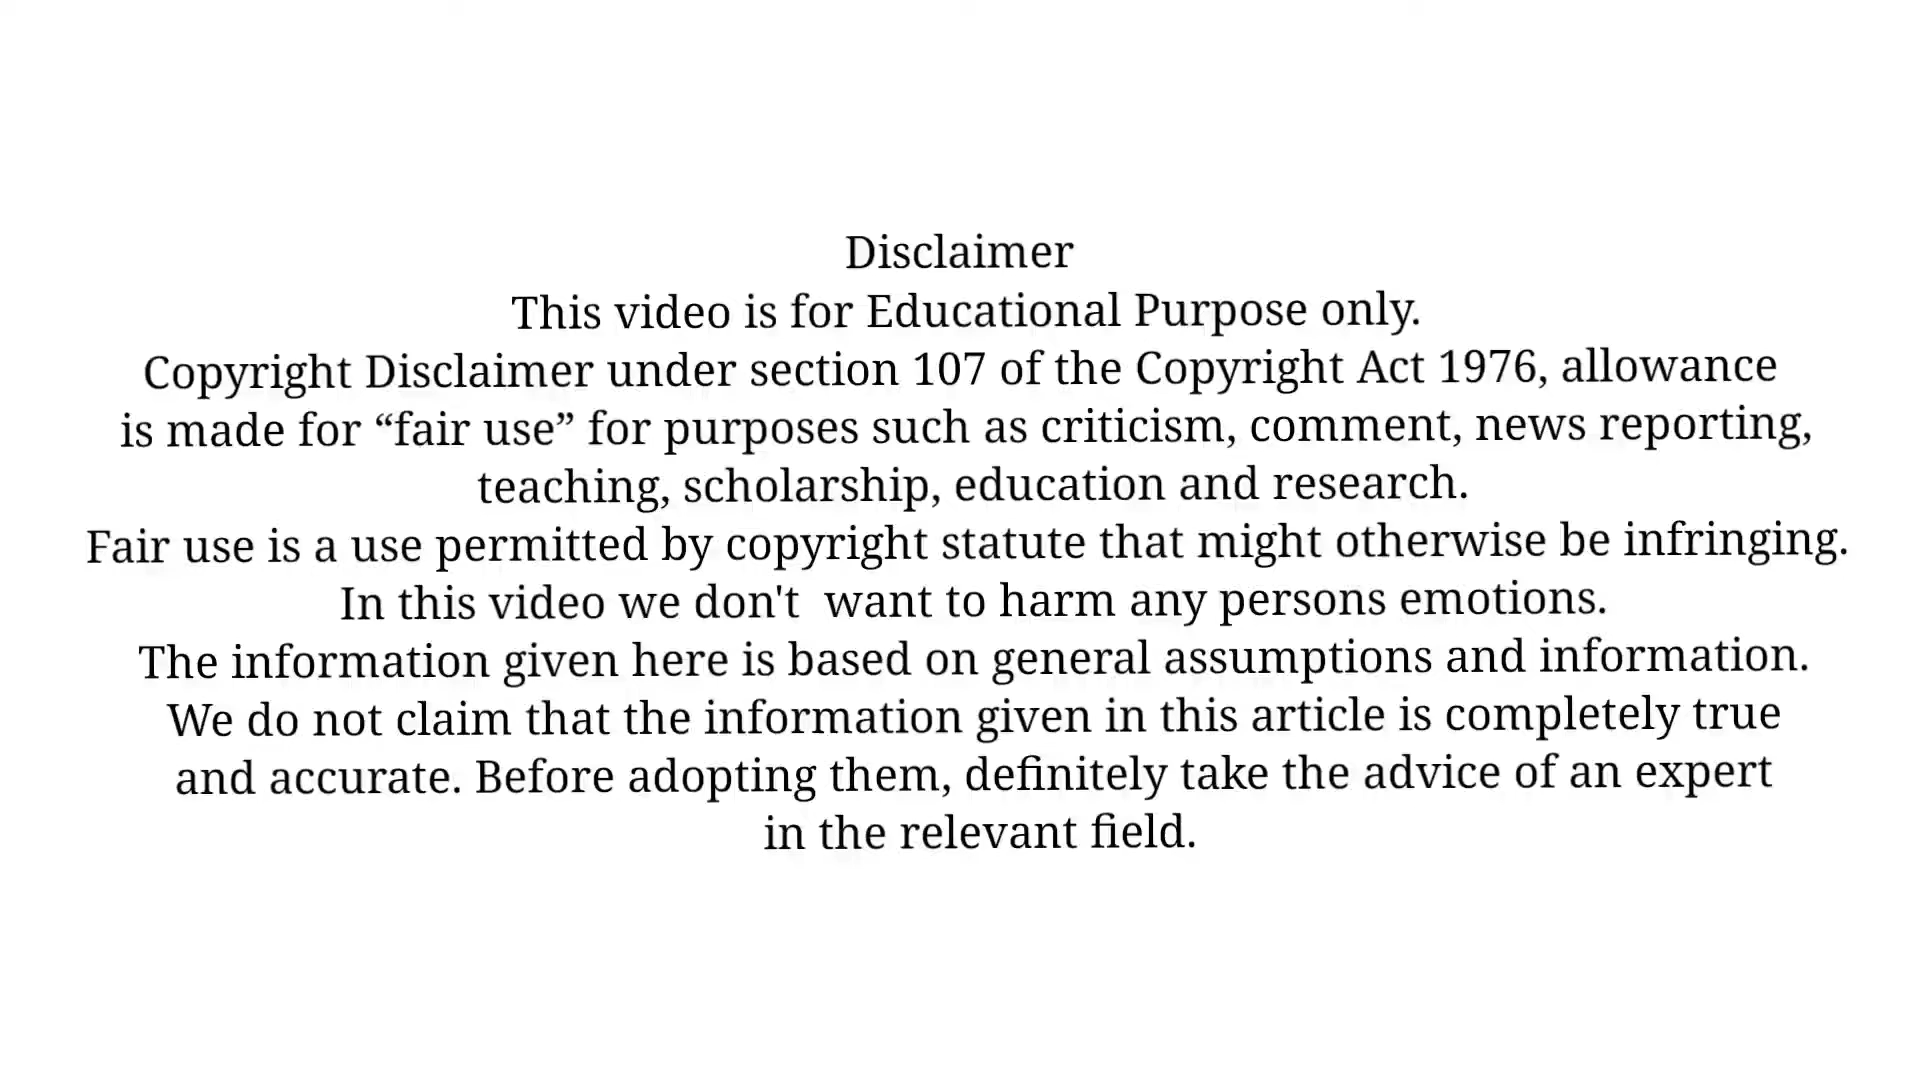 Disclaimer
This video is for Educational Purpose only.
Copyright Disclaimer under section 107 of the Copyright Act 1976, allowance
is made for “fair use” for purposes such as criticism, comment, news reporting,
teaching, scholarship, education and research.
Fair use is a use permitted by copyright statute that might otherwise be infringing.
In this video we don't  want to harm any persons emotions.
The information given here is based on general assumptions and information.
We do not claim that the information given in this article is completely true
and accurate. Before adopting them, definitely take the advice of an expert
in the relevant field.